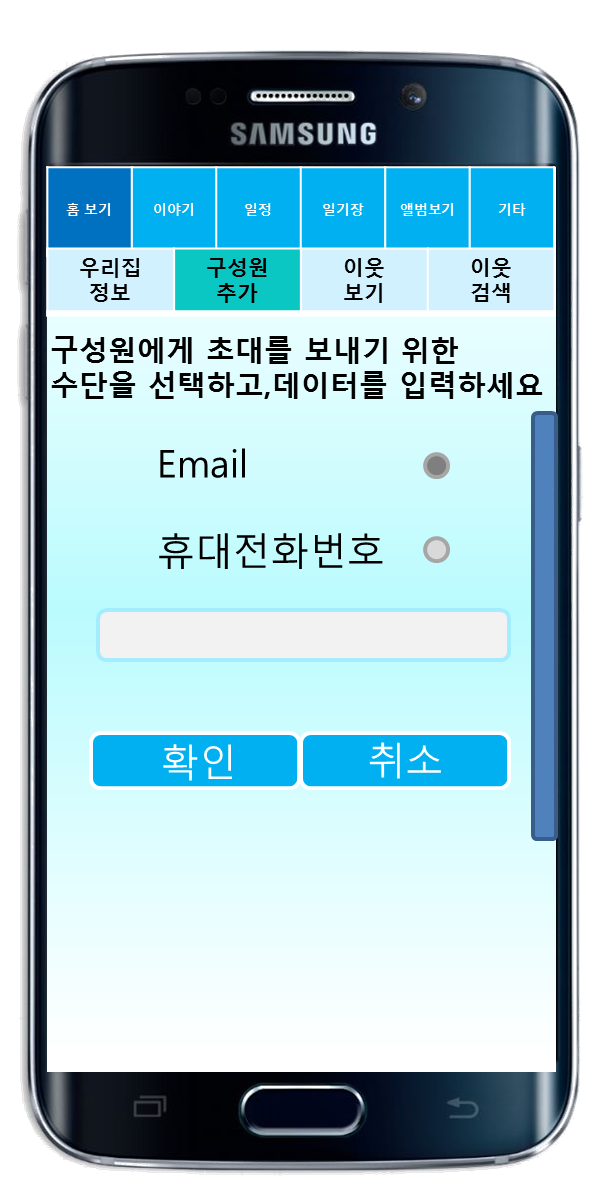 SAMSUNG
홈 보기 이야기 일정 일기장 앨범보기 기타
우리집 구성원 이웃 이웃
정보 추가 보기 검색
구성원에게 초대를 보내기 위한
수단을 선택하고,데이터를 입력하세요
Email
휴대전화번호
확인 취소